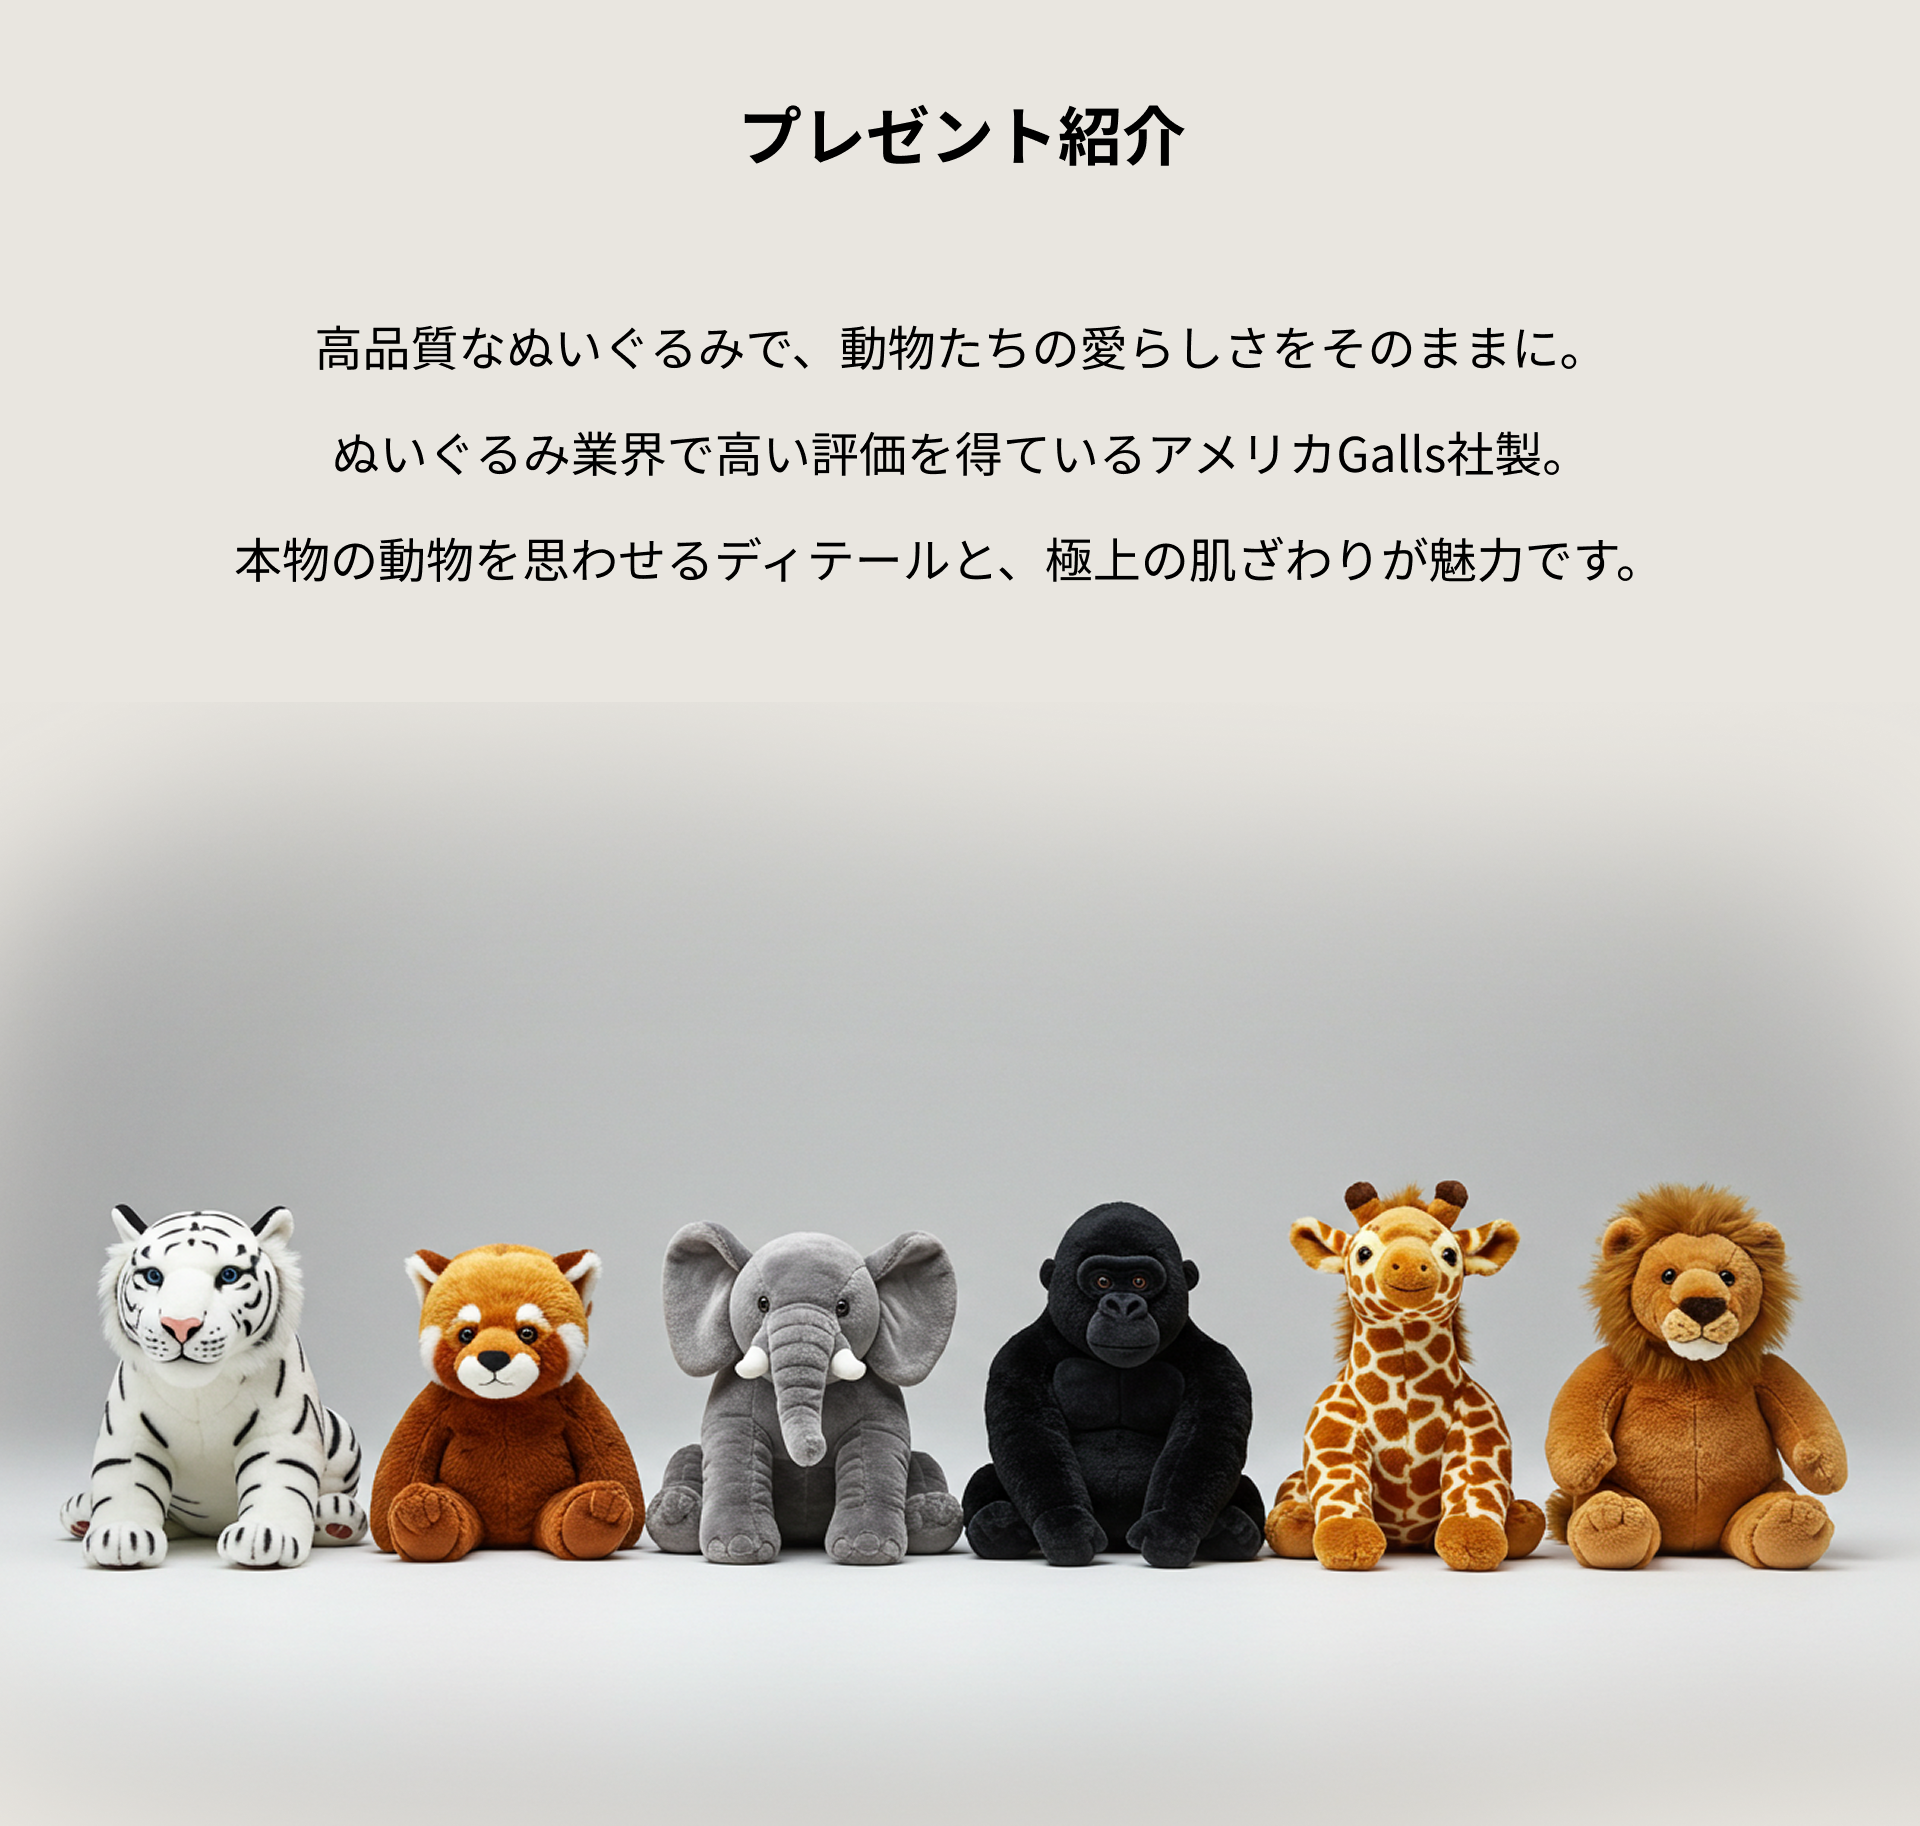 プレゼント紹介
高品質なぬいぐるみで、動物たちの愛らしさをそのままに。
ぬいぐるみ業界で高い評価を得ているアメリカGalls社製。
本物の動物を思わせるディテールと、極上の肌ざわりが魅力です。